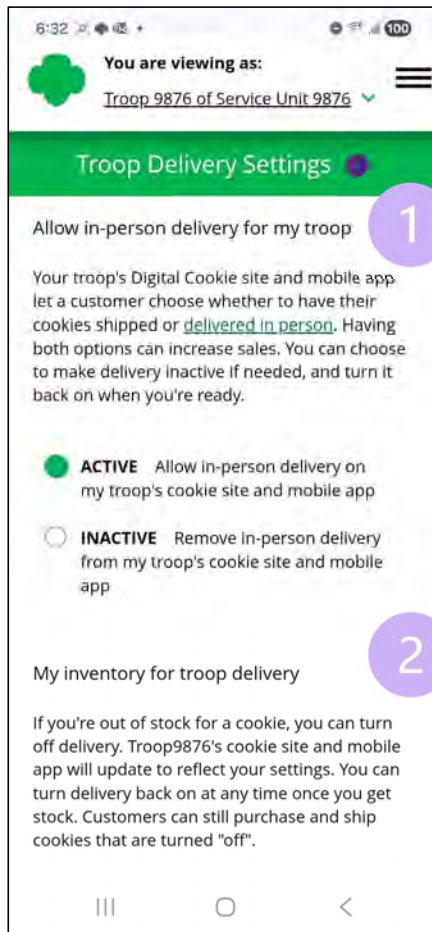 6:32
100
You are viewing as:
Troop 9876 of Service Unit 9876
Troop Delivery Settings
1
Allow in-person delivery for my troop
Your troop's Digital Cookie site and mobile app
let a customer choose whether to have their
cookies shipped or delivered in person. Having
both options can increase sales. You can choose
to make delivery inactive if needed, and turn it
back on when you're ready.
ACTIVE Allow in-person delivery on
my troop's cookie site and mobile app
INACTIVE Remove in-person delivery
from my troop's cookie site and mobile
app
2
My inventory for troop delivery
If you're out of stock for a cookie, you can turn
off delivery. Troop9876's cookie site and mobile
app will update to reflect your settings. You can
turn delivery back on at any time once you get
stock. Customers can still purchase and ship
cookies that are turned "off".